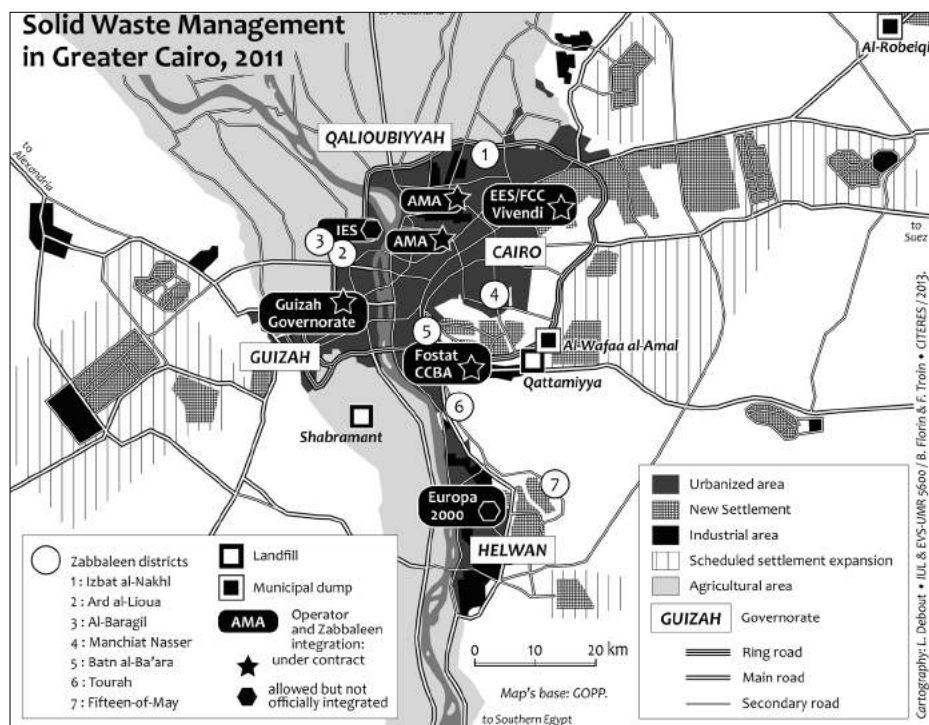 Solid Waste Management
in Greater Cairo, 2011
to Alexandria
Al-Robeiqi
QALIOUBIYYAH
to
Alexandria
1
AMA
EES/FCC
Vivendi
IES
3
2
AMA
CAIRO
to
Suez
4
Guizah
Governorate
5
Al-Wafaa al-Amal
GUIZAH
Fostat
CCBA
Qattamiyya
6
Shabramant
7
Europa
2000
HELWAN
Zabbaleen districts
1 : Izbat al-Nakhl
2 : Ard al-Lioua
3 : Al-Baragil
4 : Manchiat Nasser
5 : Batn al-Ba'ara
6 : Tourah
7 : Fifteen-of-May
Landfill
Municipal dump
AMA Operator
and Zabbaleen
integration:
under contract
allowed but not
officially integrated
0 10 20 km
Map's base: GOPP.
to Southern Egypt
Urbanized area
New Settlement
Industrial area
Scheduled settlement expansion
Agricultural area
GUIZAH Governorate
Ring road
Main road
Secondary road
Cartography: L. Debout • IUL & EVS-UMR 5600 / B. Florin & F. Troin • CITERES / 2013.